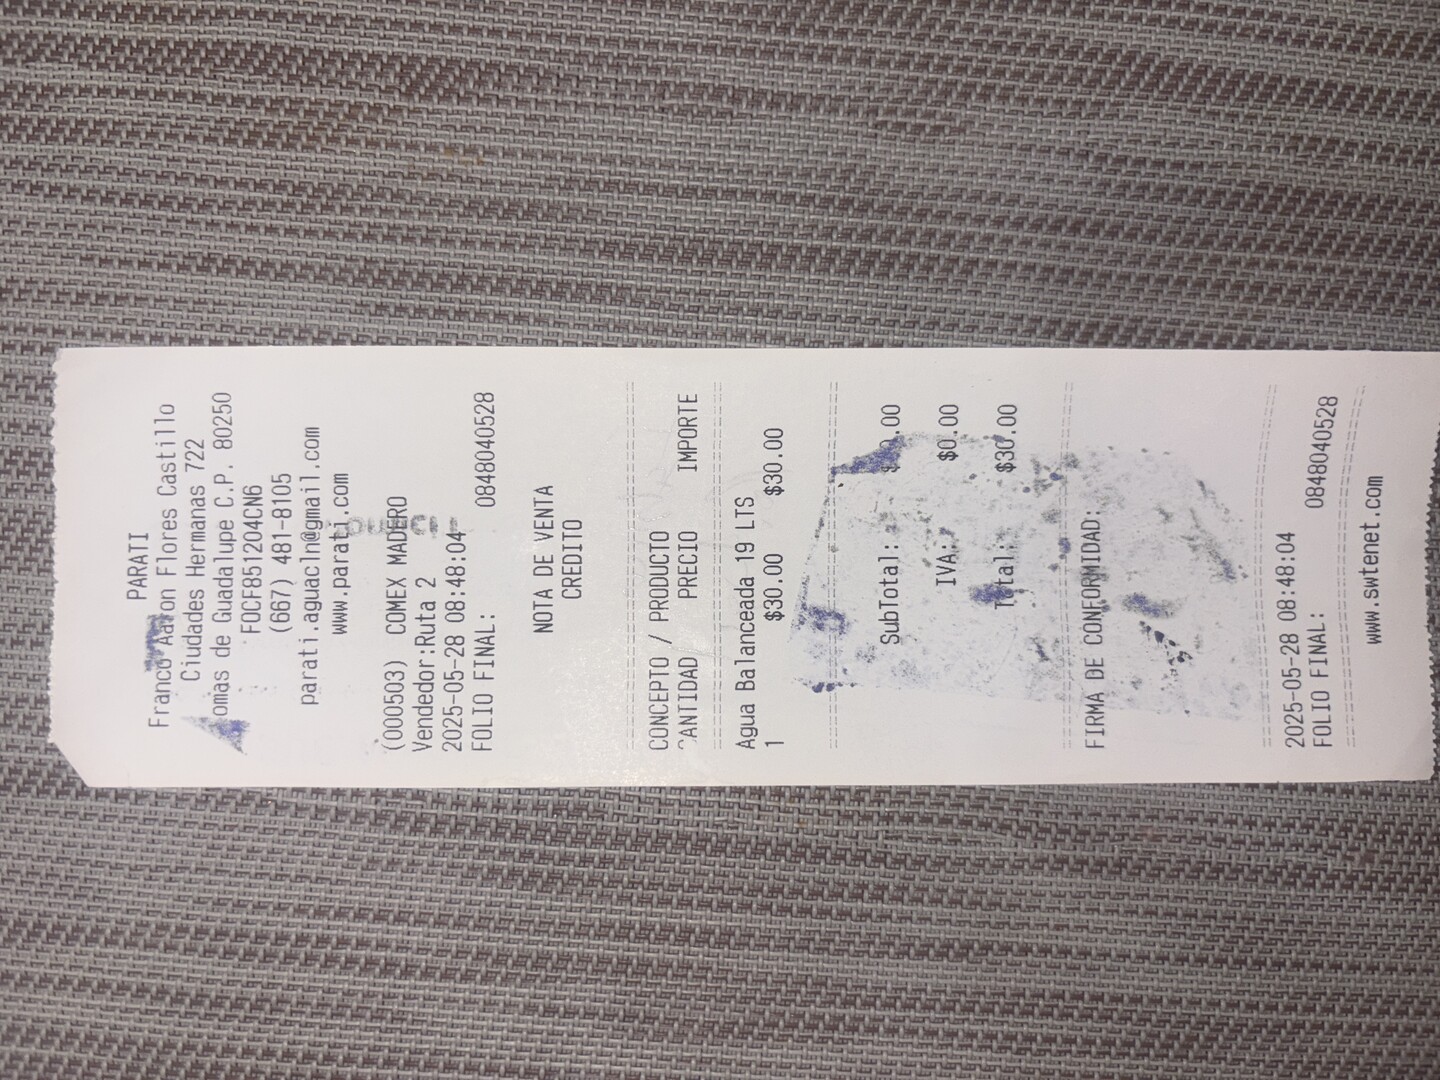 PARATI
Franco Aaron Flores Castillo
Ciudades Hermanas 722
omas de Guadalupe C.P. 80250
FOCF851204CN6
(667) 481-8105
parati.aguacln@gmail.com
www.parati.com
(000503) COMEX MADERO
Vendedor:Ruta 2
2025-05-28 08:48:04
FOLIO FINAL: 0848040528
NOTA DE VENTA
CREDITO
CONCEPTO / PRODUCTO
CANTIDAD PRECIO IMPORTE
Agua Balanceada 19 LTS
1 $30.00 $30.00
SubTotal: $30.00
IVA: $0.00
Total: $30.00
FIRMA DE CONFORMIDAD:
2025-05-28 08:48:04
FOLIO FINAL: 0848040528
www.swtenet.com